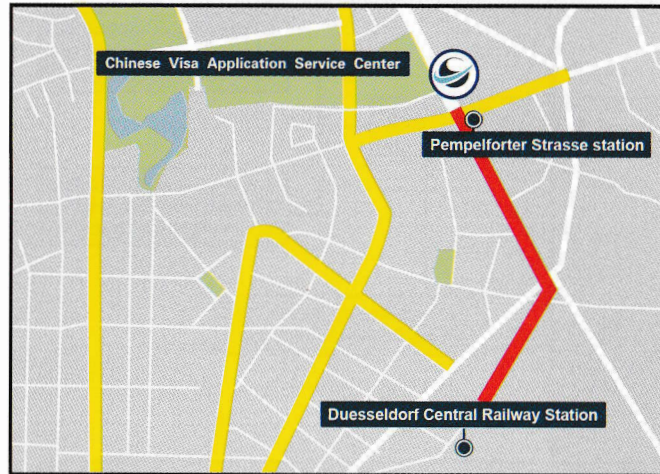 Chinese Visa Application Service Center
Pempelforter Strasse station
Duesseldorf Central Railway Station